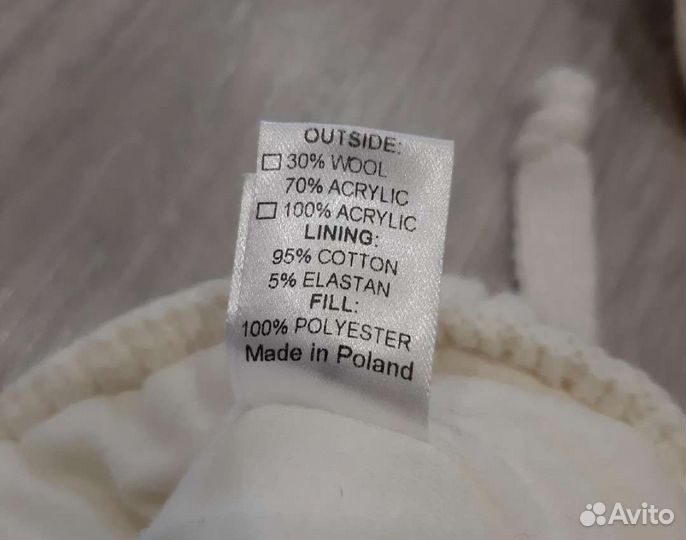 OUTSIDE:
☐ 30% WOOL
70% ACRYLIC
☐ 100% ACRYLIC
LINING:
95% COTTON
5% ELASTAN
FILL:
100% POLYESTER
Made in Poland
Avito